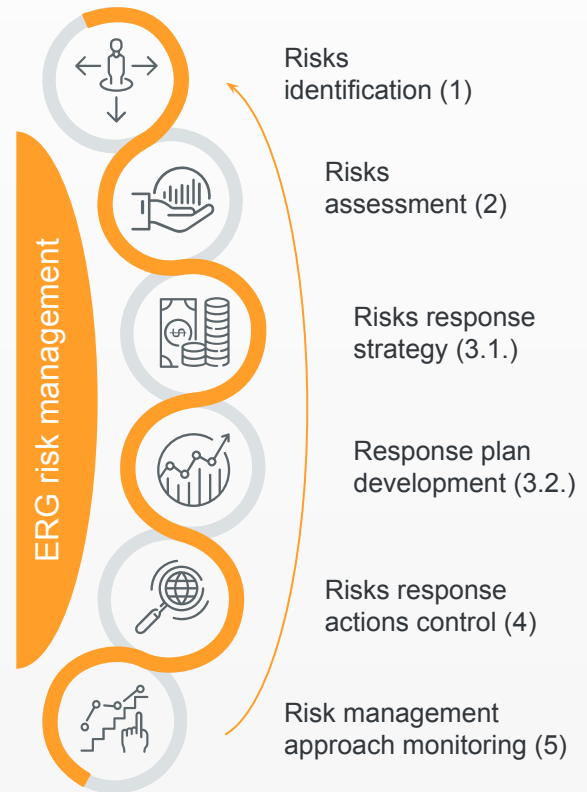 ERG risk management
Risks
identification (1)
Risks
assessment (2)
Risks response
strategy (3.1.)
Response plan
development (3.2.)
Risks response
actions control (4)
Risk management
approach monitoring (5)